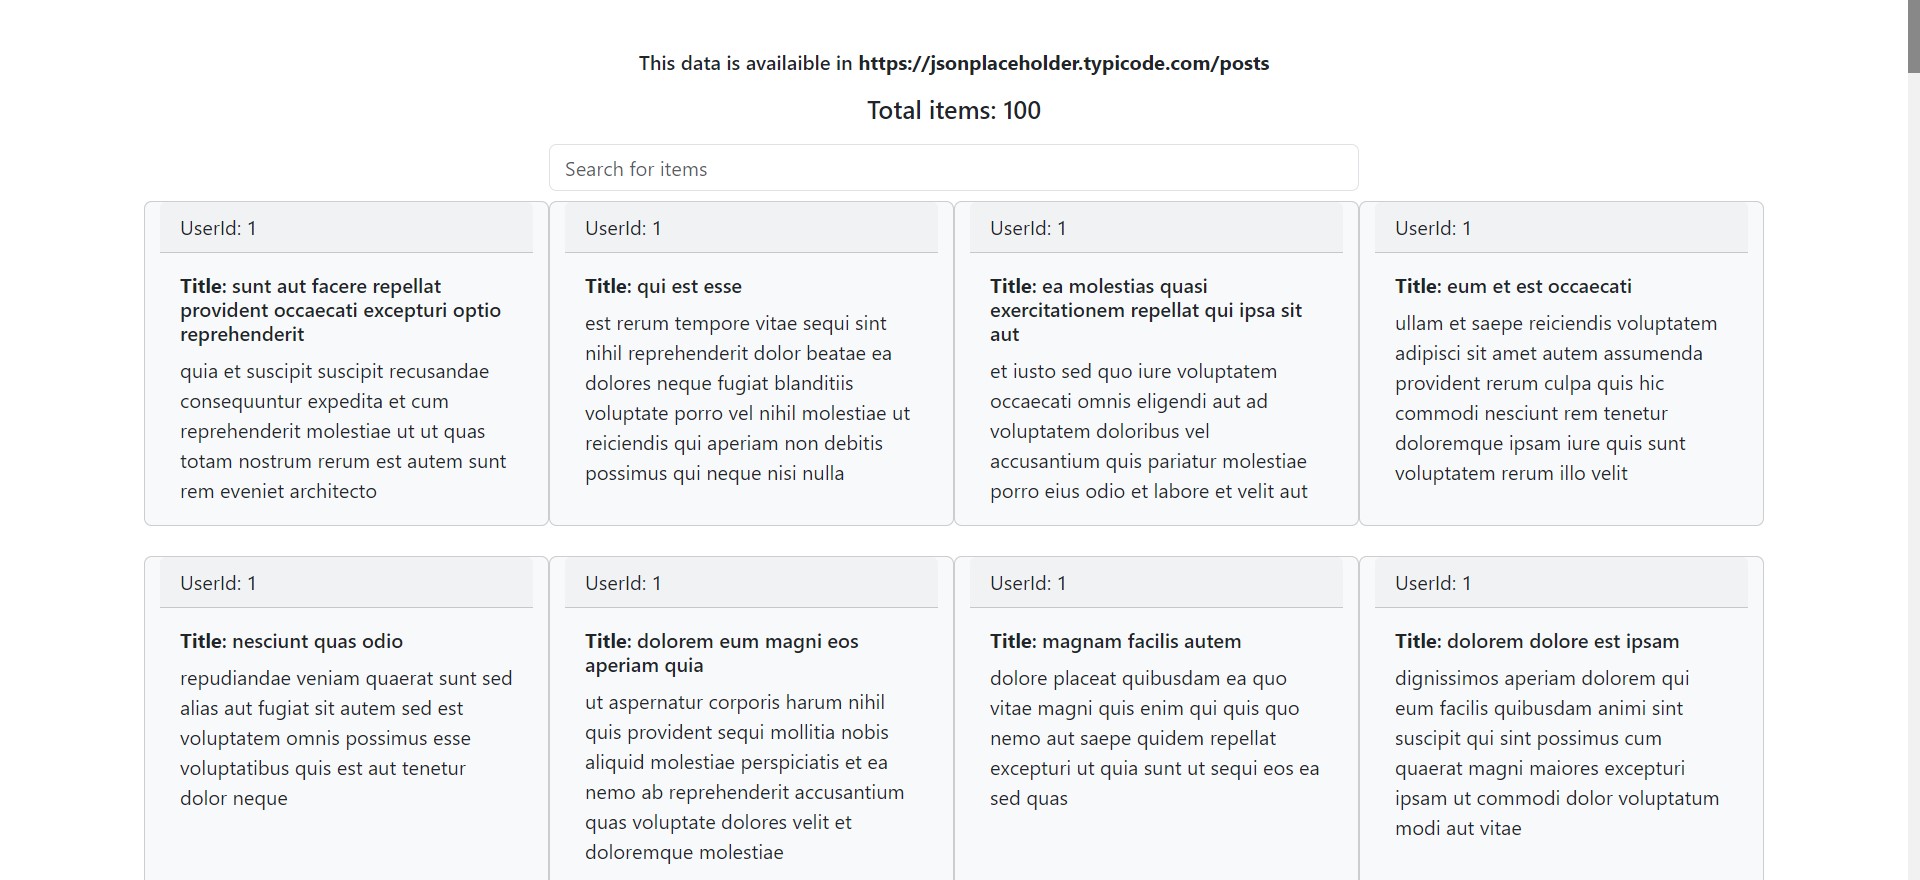 This data is availaible in https://jsonplaceholder.typicode.com/posts
Total items: 100
Search for items
UserId: 1
Title: sunt aut facere repellat
provident occaecati excepturi optio
reprehenderit
quia et suscipit suscipit recusandae
consequuntur expedita et cum
reprehenderit molestiae ut ut quas
totam nostrum rerum est autem sunt
rem eveniet architecto
UserId: 1
Title: qui est esse
est rerum tempore vitae sequi sint
nihil reprehenderit dolor beatae ea
dolores neque fugiat blanditiis
voluptate porro vel nihil molestiae ut
reiciendis qui aperiam non debitis
possimus qui neque nisi nulla
UserId: 1
Title: ea molestias quasi
exercitationem repellat qui ipsa sit
aut
et iusto sed quo iure voluptatem
occaecati omnis eligendi aut ad
voluptatem doloribus vel
accusantium quis pariatur molestiae
porro eius odio et labore et velit aut
UserId: 1
Title: eum et est occaecati
ullam et saepe reiciendis voluptatem
adipisci sit amet autem assumenda
provident rerum culpa quis hic
commodi nesciunt rem tenetur
doloremque ipsam iure quis sunt
voluptatem rerum illo velit
UserId: 1
Title: nesciunt quas odio
repudiandae veniam quaerat sunt sed
alias aut fugiat sit autem sed est
voluptatem omnis possimus esse
voluptatibus quis est aut tenetur
dolor neque
UserId: 1
Title: dolorem eum magni eos
aperiam quia
ut aspernatur corporis harum nihil
quis provident sequi mollitia nobis
aliquid molestiae perspiciatis et ea
nemo ab reprehenderit accusantium
quas voluptate dolores velit et
doloremque molestiae
UserId: 1
Title: magnam facilis autem
dolore placeat quibusdam ea quo
vitae magni quis enim qui quis quo
nemo aut saepe quidem repellat
excepturi ut quia sunt ut sequi eos ea
sed quas
UserId: 1
Title: dolorem dolore est ipsam
dignissimos aperiam dolorem qui
eum facilis quibusdam animi sint
suscipit qui sint possimus cum
quaerat magni maiores excepturi
ipsam ut commodi dolor voluptatum
modi aut vitae